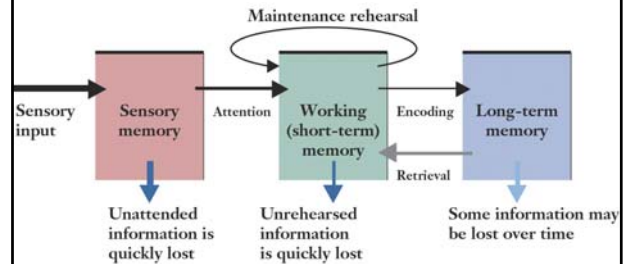 Maintenance rehearsal
Sensory
input
Sensory
memory
Attention
Working
(short-term)
memory
Encoding
Retrieval
Long-term
memory
Unattended
information is
quickly lost
Unrehearsed
information
is quickly lost
Some information may
be lost over time